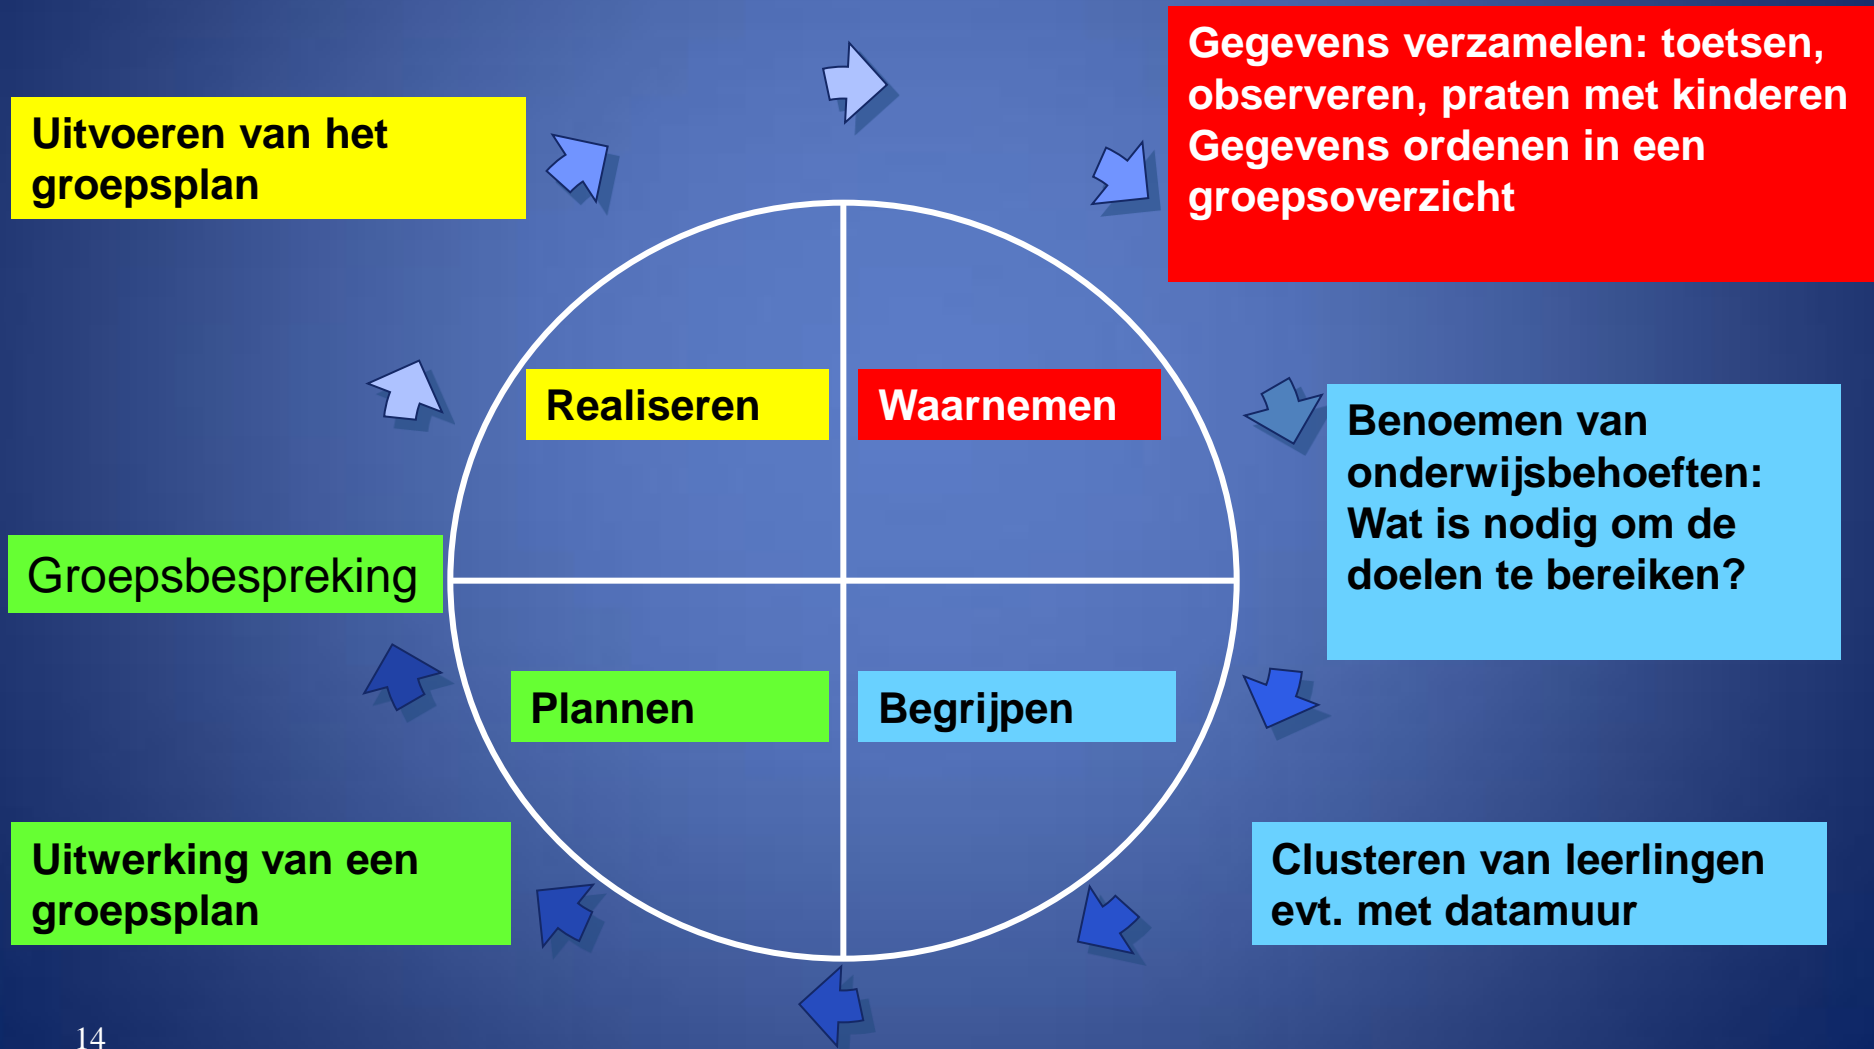 Gegevens verzamelen: toetsen,
observeren, praten met kinderen
Gegevens ordenen in een
groepsoverzicht
Uitvoeren van het
groepsplan
Realiseren
Waarnemen
Benoemen van
onderwijsbehoeften:
Wat is nodig om de
doelen te bereiken?
Groepsbespreking
Plannen
Begrijpen
Uitwerking van een
groepsplan
Clusteren van leerlingen
evt. met datamuur
14